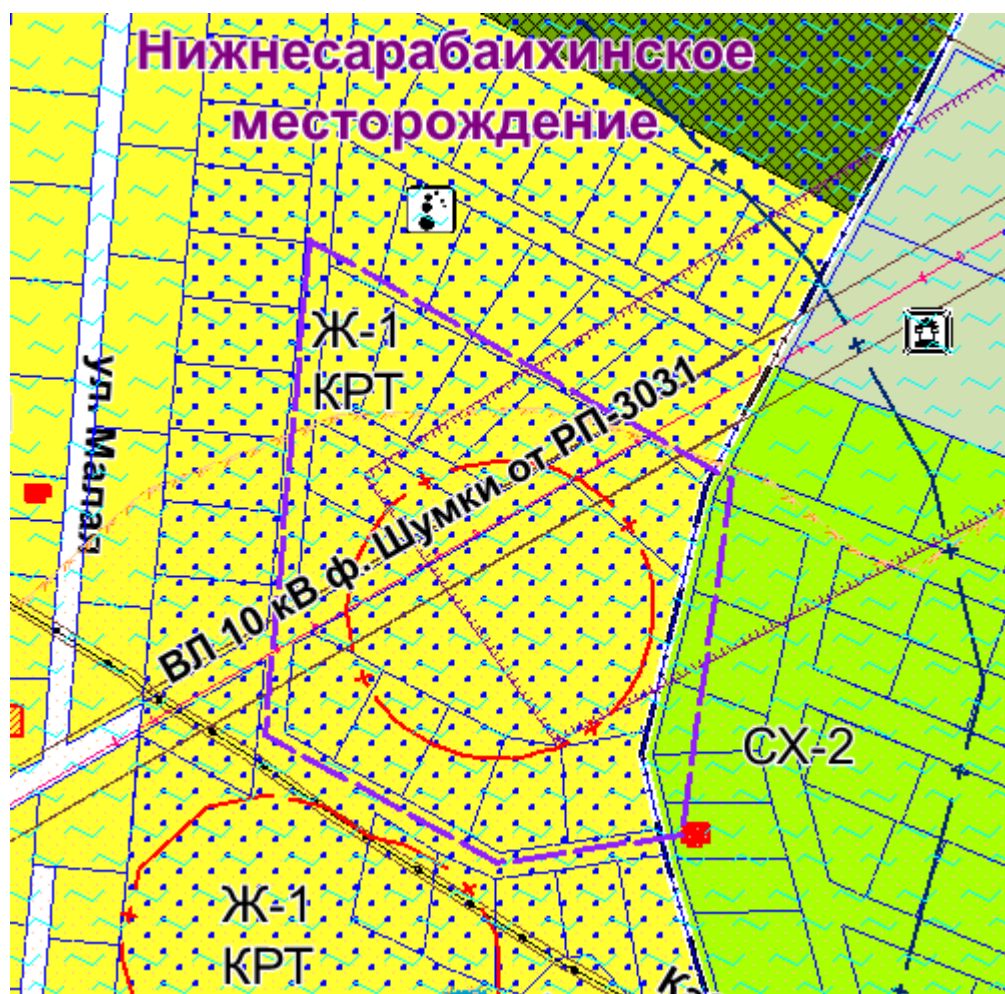 Нижнесарабаихинское
месторождение
Ж-1
КРТ
ул. Малая
ВЛ 10 кВ ф. Шумки от РП-3031
СХ-2
Ж-1
КРТ